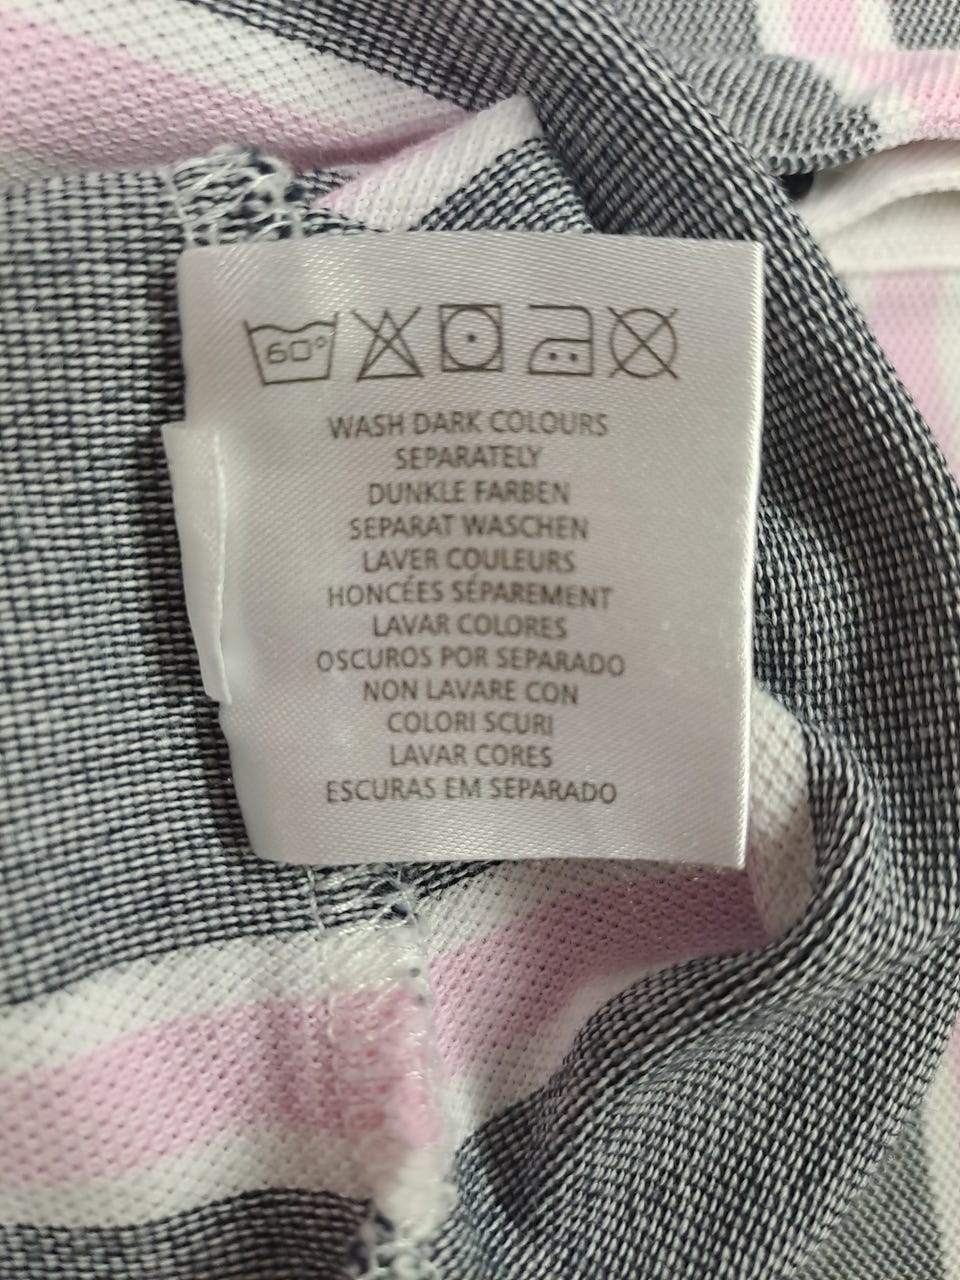 60°
WASH DARK COLOURS
SEPARATELY
DUNKLE FARBEN
SEPARAT WASCHEN
LAVER COULEURS
HONCÉES SÉPAREMENT
LAVAR COLORES
OSCUROS POR SEPARADO
NON LAVARE CON
COLORI SCURI
LAVAR CORES
ESCURAS EM SEPARADO